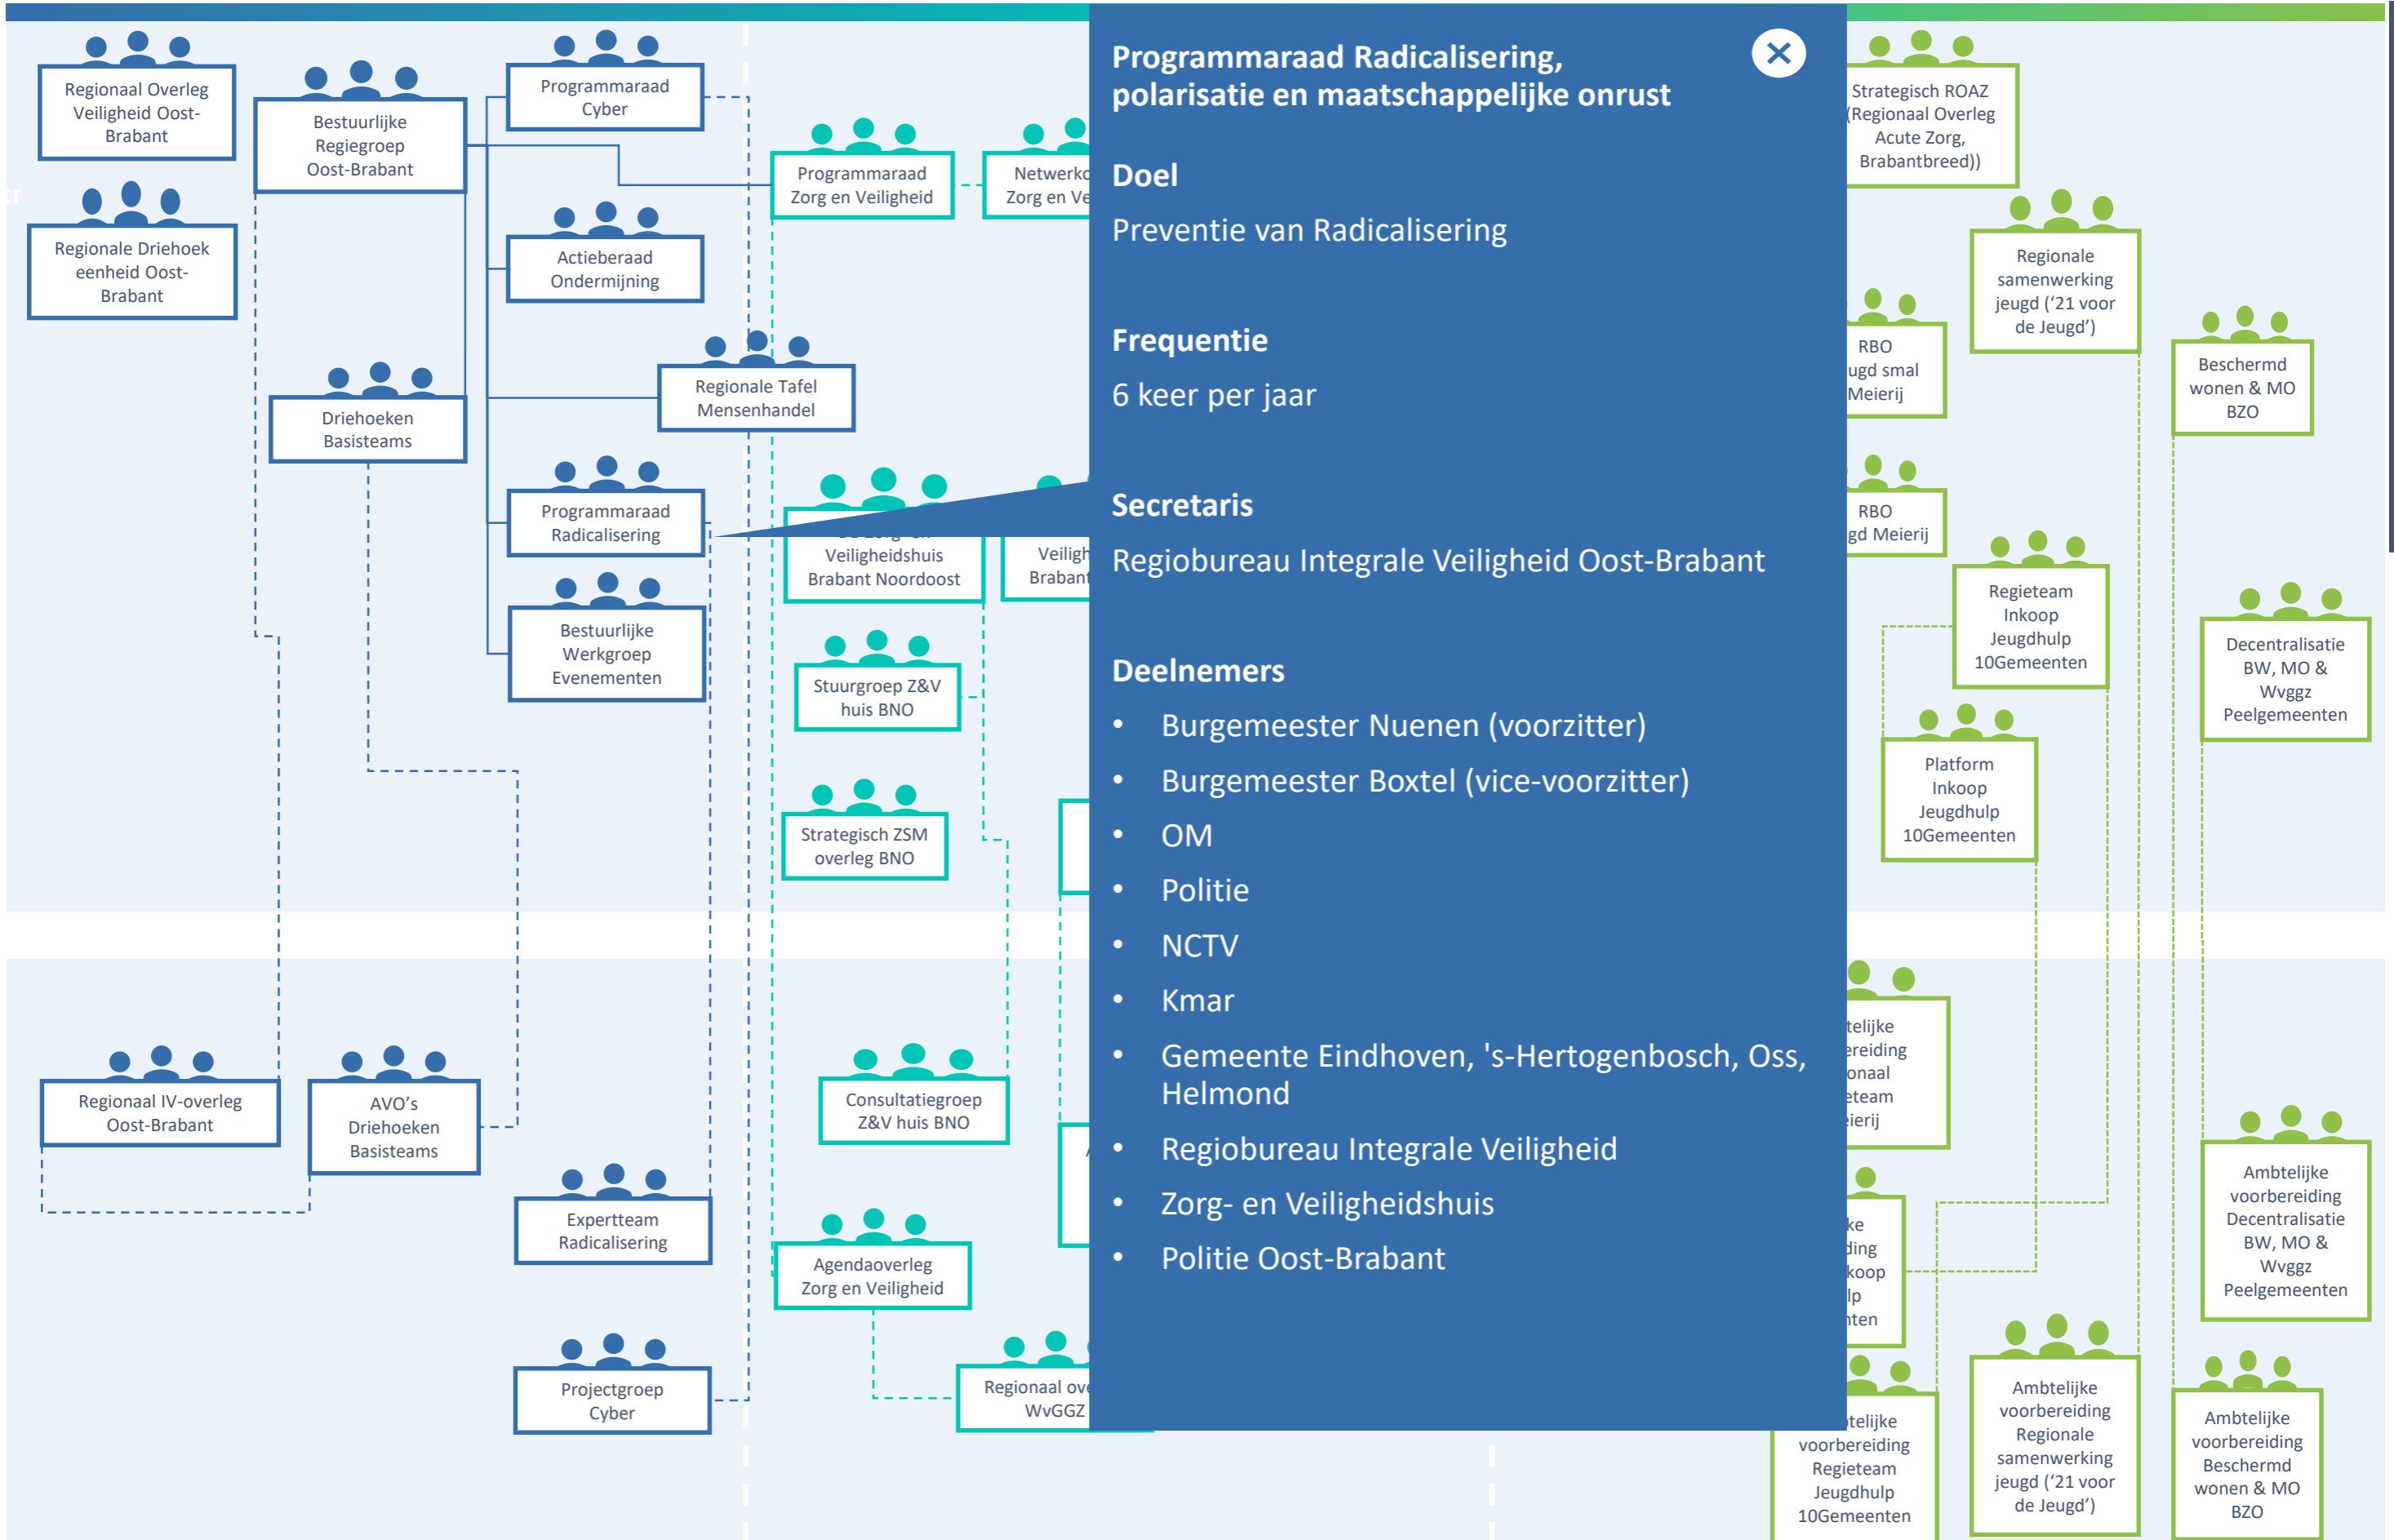 Regionaal Overleg
Veiligheid Oost-
Brabant
Bestuurlijke
Regiegroep
Oost-Brabant
Programmaraad
Cyber
Regionale Driehoek
eenheid Oost-
Brabant
Actieberaad
Ondermijning
Driehoeken
Basisteams
Regionale Tafel
Mensenhandel
Programmaraad
Radicalisering
Bestuurlijke
Werkgroep
Evenementen
Regionaal IV-overleg
Oost-Brabant
AVO’s
Driehoeken
Basisteams
Expertteam
Radicalisering
Projectgroep
Cyber
Programmaraad
Zorg en Veiligheid
Zorg en
Veiligheidshuis
Brabant Noordoost
Brabant
Stuurgroep Z&V
huis BNO
Strategisch ZSM
overleg BNO
Consultatiegroep
Z&V huis BNO
Agendaoverleg
Zorg en Veiligheid
Regionaal
WvGGZ
Programmaraad Radicalisering,
polarisatie en maatschappelijke onrust
Doel
Preventie van Radicalisering
Frequentie
6 keer per jaar
Secretaris
Regiobureau Integrale Veiligheid Oost-Brabant
Deelnemers
• Burgemeester Nuenen (voorzitter)
• Burgemeester Boxtel (vice-voorzitter)
• OM
• Politie
• NCTV
• Kmar
• Gemeente Eindhoven, 's-Hertogenbosch, Oss,
Helmond
• Regiobureau Integrale Veiligheid
• Zorg- en Veiligheidshuis
• Politie Oost-Brabant
Strategisch ROAZ
(Regionaal Overleg
Acute Zorg,
Brabantbreed))
Regionale
samenwerking
jeugd (‘21 voor
de Jeugd’)
RBO
smal
Meierij
Beschermd
wonen & MO
BZO
RBO
Meierij
Regieteam
Inkoop
Jeugdhulp
10Gemeenten
Decentralisatie
BW, MO &
Wvggz
Peelgemeenten
Platform
Inkoop
Jeugdhulp
10Gemeenten
Ambtelijke
voorbereiding
Decentralisatie
BW, MO &
Wvggz
Peelgemeenten
voorbereiding
Regieteam
Jeugdhulp
10Gemeenten
Ambtelijke
voorbereiding
Regionale
samenwerking
jeugd (‘21 voor
de Jeugd’)
Ambtelijke
voorbereiding
Beschermd
wonen & MO
BZO